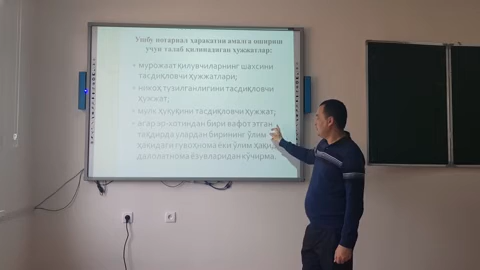 Ушбу нотариал ҳаракатни амалга ошириш
учун талаб қилинадиган ҳужжатлар:
• мурожаат қилувчиларнинг шахсини
тасдиқловчи ҳужжатлари;
• никоҳ тузилганлигини тасдиқловчи
ҳужжат;
• мулк ҳуқуқини тасдиқловчи ҳужжат;
• агар эр-хотиндан бири вафот этган
тақдирда улардан бирининг ўлим
ҳақидаги гувоҳнома ёки ўлим ҳақида
далолатнома ёзувларидан кўчирма.